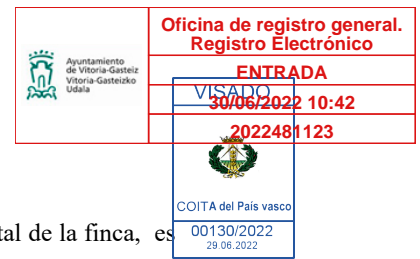 Oficina de registro general.
Registro Electrónico
Ayuntamiento
de Vitoria-Gasteiz
Vitoria-Gasteizko
Udala
ENTRADA
VISADO
30/06/2022 10:42
2022481123
COITA del País vasco
00130/2022
29.06.2022
tal de la finca, es